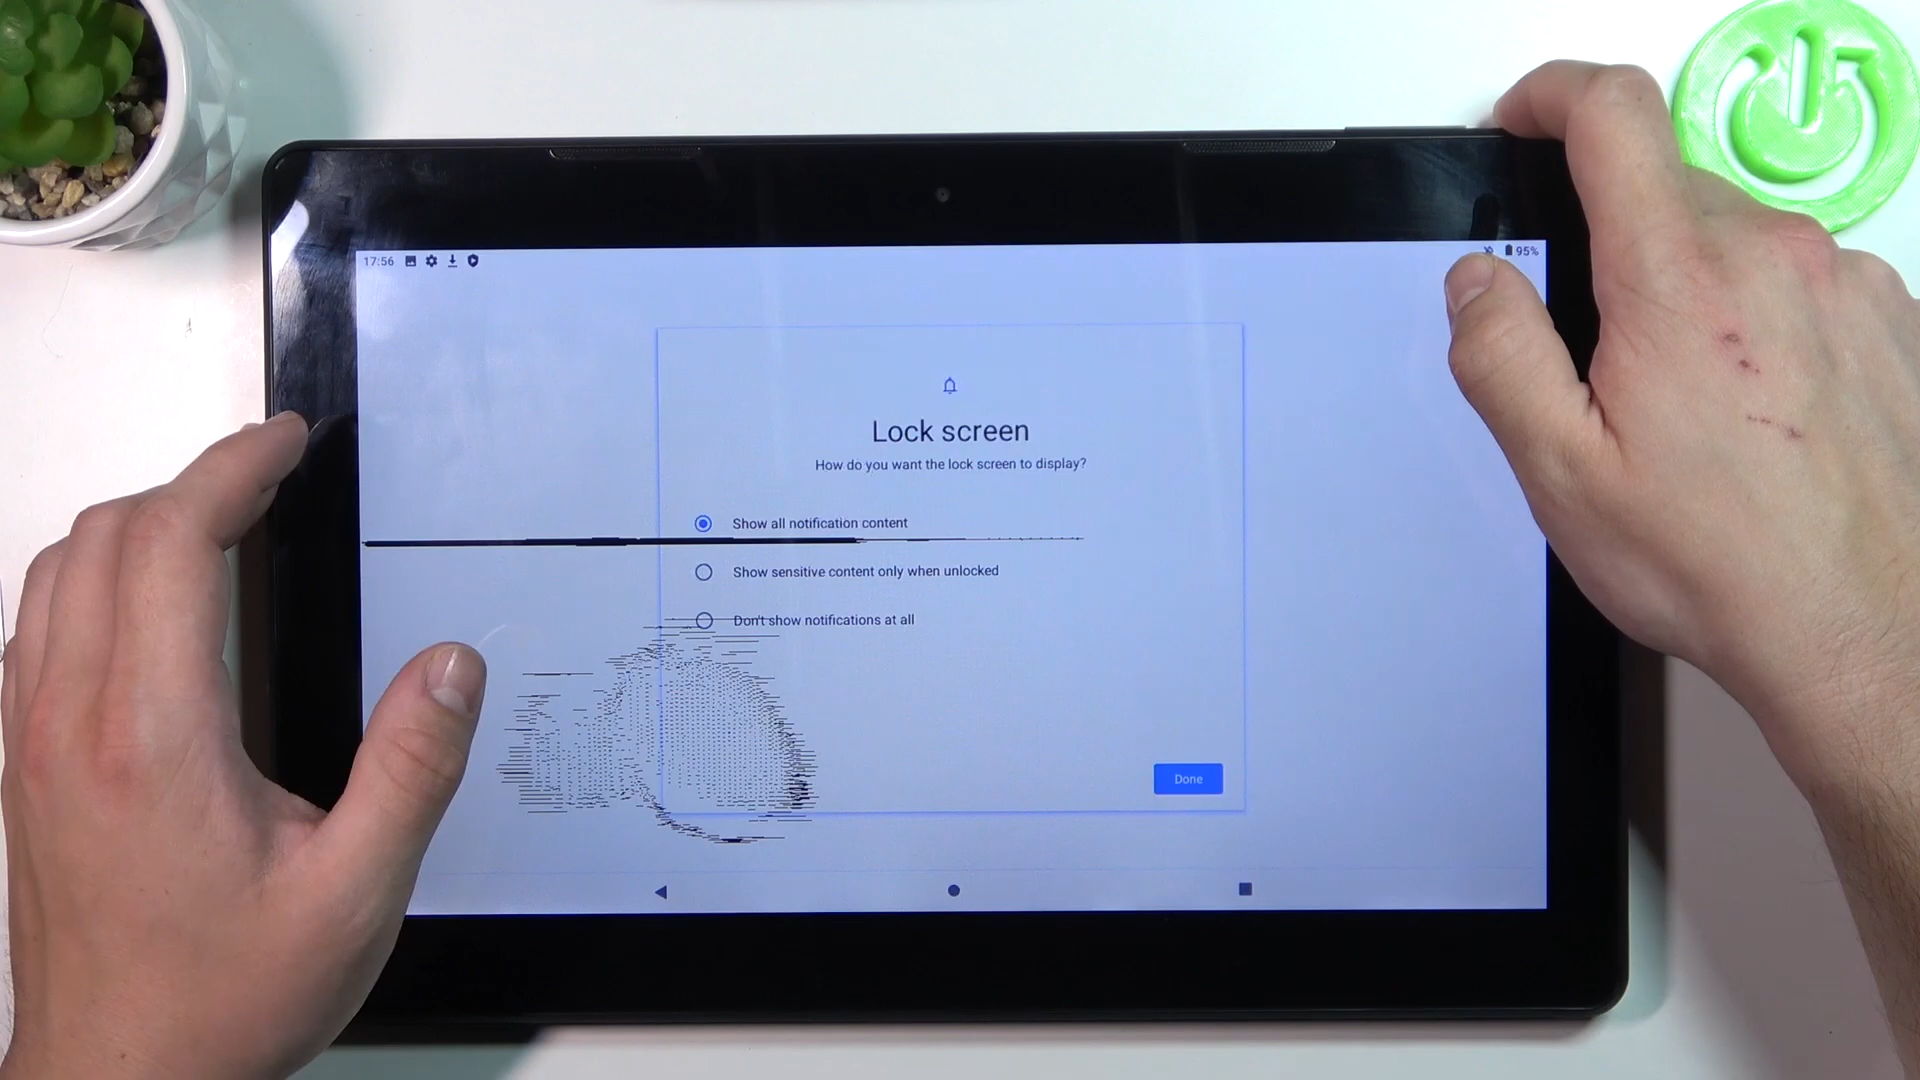 17:56
95%
Lock screen
How do you want the lock screen to display?
Show all notification content
Show sensitive content only when unlocked
Don't show notifications at all
Done